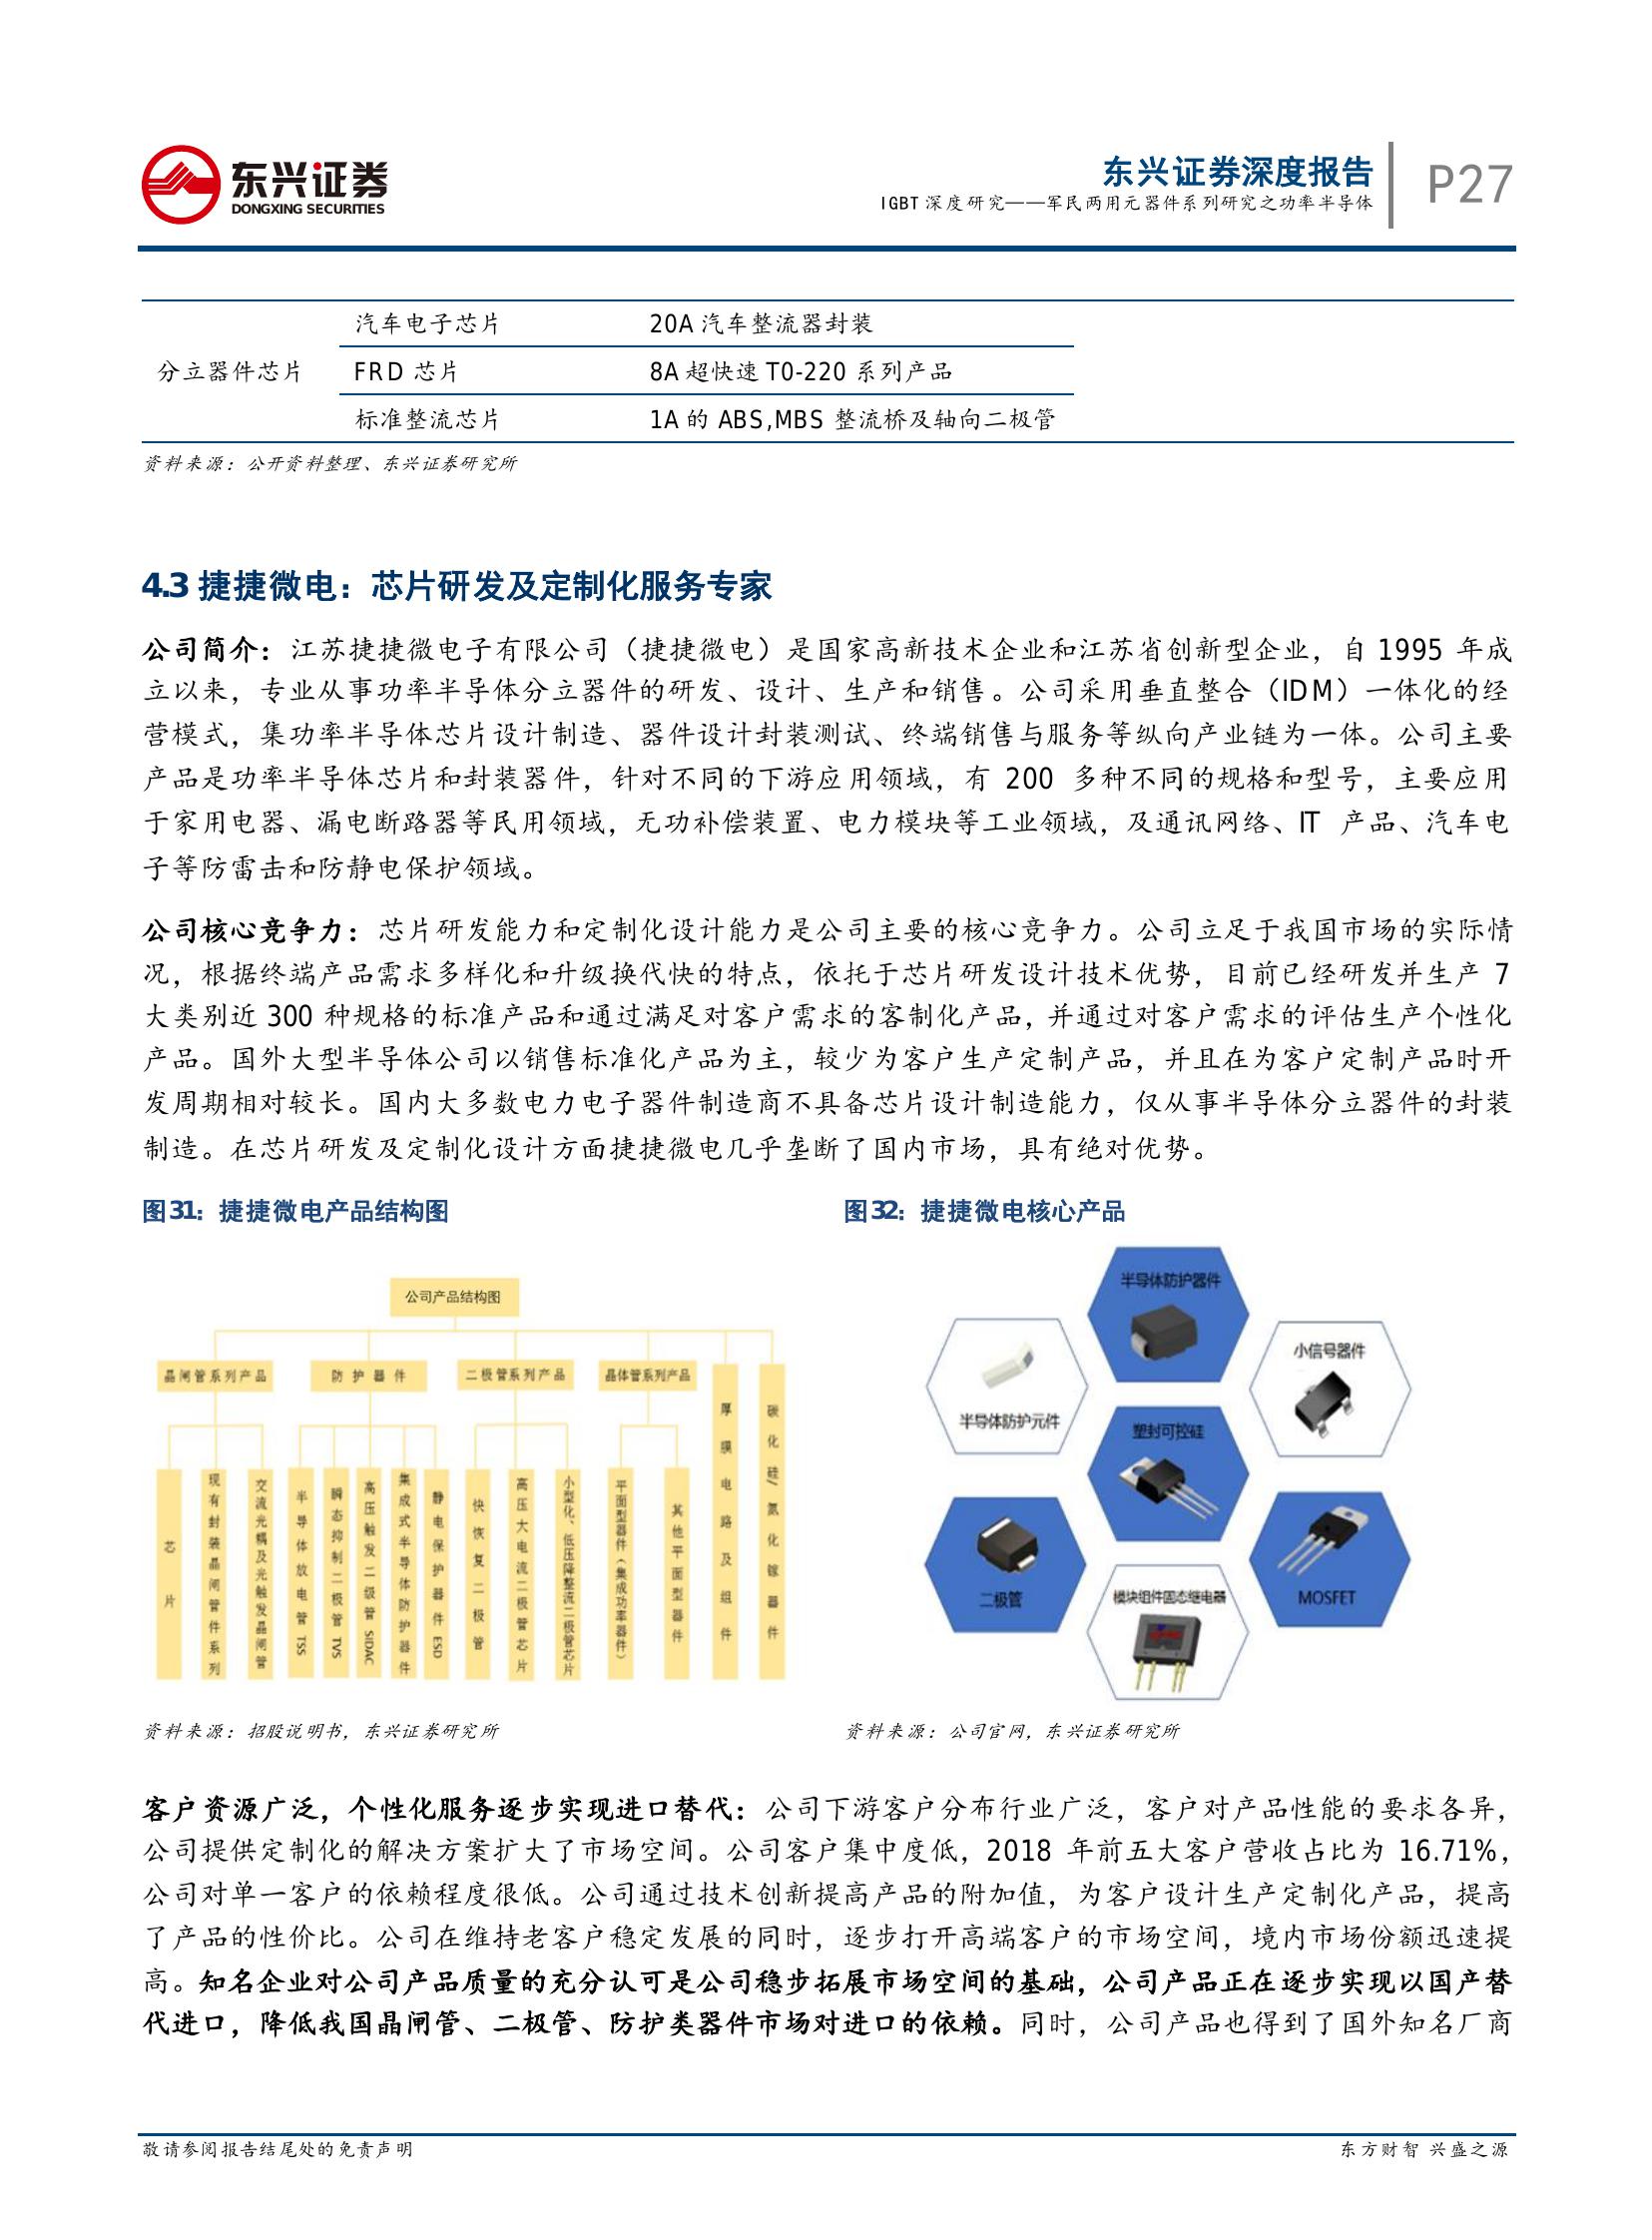 东兴证券
DONGXING SECURITIES
东兴证券深度报告
IGBT 深度研究——军民两用元器件系列研究之功率半导体
P27
汽车电子芯片 20A 汽车整流器封装
分立器件芯片 FRD 芯片 8A 超快速 T0-220 系列产品
标准整流芯片 1A 的 ABS,MBS 整流桥及轴向二极管
资料来源：公开资料整理、东兴证券研究所
4.3 捷捷微电：芯片研发及定制化服务专家
公司简介：江苏捷捷微电子有限公司（捷捷微电）是国家高新技术企业和江苏省创新型企业，自 1995 年成
立以来，专业从事功率半导体分立器件的研发、设计、生产和销售。公司采用垂直整合（IDM）一体化的经
营模式，集功率半导体芯片设计制造、器件设计封装测试、终端销售与服务等纵向产业链为一体。公司主要
产品是功率半导体芯片和封装器件，针对不同的下游应用领域，有 200 多种不同的规格和型号，主要应用
于家用电器、漏电断路器等民用领域，无功补偿装置、电力模块等工业领域，及通讯网络、IT 产品、汽车电
子等防雷击和防静电保护领域。
公司核心竞争力：芯片研发能力和定制化设计能力是公司主要的核心竞争力。公司立足于我国市场的实际情
况，根据终端产品需求多样化和升级换代快的特点，依托于芯片研发设计技术优势，目前已经研发并生产 7
大类别近 300 种规格的标准产品和通过满足对客户需求的客制化产品，并通过对客户需求的评估生产个性化
产品。国外大型半导体公司以销售标准化产品为主，较少为客户生产定制产品，并且在为客户定制产品时开
发周期相对较长。国内大多数电力电子器件制造商不具备芯片设计制造能力，仅从事半导体分立器件的封装
制造。在芯片研发及定制化设计方面捷捷微电几乎垄断了国内市场，具有绝对优势。
图31：捷捷微电产品结构图
公司产品结构图
晶闸管系列产品
防护器件
二极管系列产品
晶体管系列产品
厚膜电路及组件
碳化硅/氮化镓器件
芯片
现有封装晶闸管件系列
交流光耦及光触发晶闸管
半导体放电管 TSS
瞬态抑制二极管 TVS
高压触发二级管 SIDAC
集成式半导体防护器件
静电保护器件 ESD
快恢复二极管
高压大电流二极管芯片
小型化、低压降整流二极管芯片
平面型器件（集成功率器件）
其他平面型器件
资料来源：招股说明书，东兴证券研究所
图32：捷捷微电核心产品
半导体防护器件
小信号器件
半导体防护元件
塑封可控硅
二极管
MOSFET
模块组件固态继电器
资料来源：公司官网，东兴证券研究所
客户资源广泛，个性化服务逐步实现进口替代：公司下游客户分布行业广泛，客户对产品性能的要求各异，
公司提供定制化的解决方案扩大了市场空间。公司客户集中度低，2018 年前五大客户营收占比为 16.71%，
公司对单一客户的依赖程度很低。公司通过技术创新提高产品的附加值，为客户设计生产定制化产品，提高
了产品的性价比。公司在维持老客户稳定发展的同时，逐步打开高端客户的市场空间，境内市场份额迅速提
高。知名企业对公司产品质量的充分认可是公司稳步拓展市场空间的基础，公司产品正在逐步实现以国产替
代进口，降低我国晶闸管、二极管、防护类器件市场对进口的依赖。同时，公司产品也得到了国外知名厂商
敬请参阅报告结尾处的免责声明
东方财智 兴盛之源